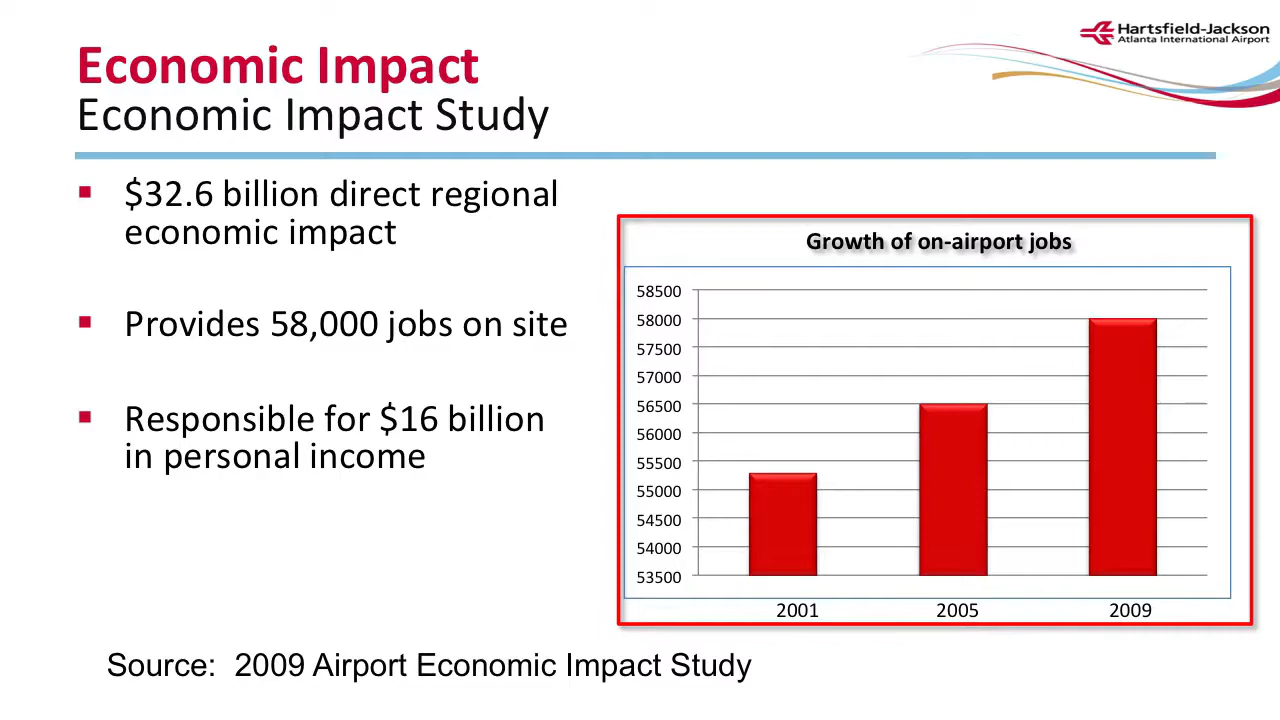 Hartsfield-Jackson
Atlanta International Airport
Economic Impact
Economic Impact Study
▪ $32.6 billion direct regional
economic impact
▪ Provides 58,000 jobs on site
▪ Responsible for $16 billion
in personal income
Growth of on-airport jobs
58500
58000
57500
57000
56500
56000
55500
55000
54500
54000
53500
2001 2005 2009
Source: 2009 Airport Economic Impact Study